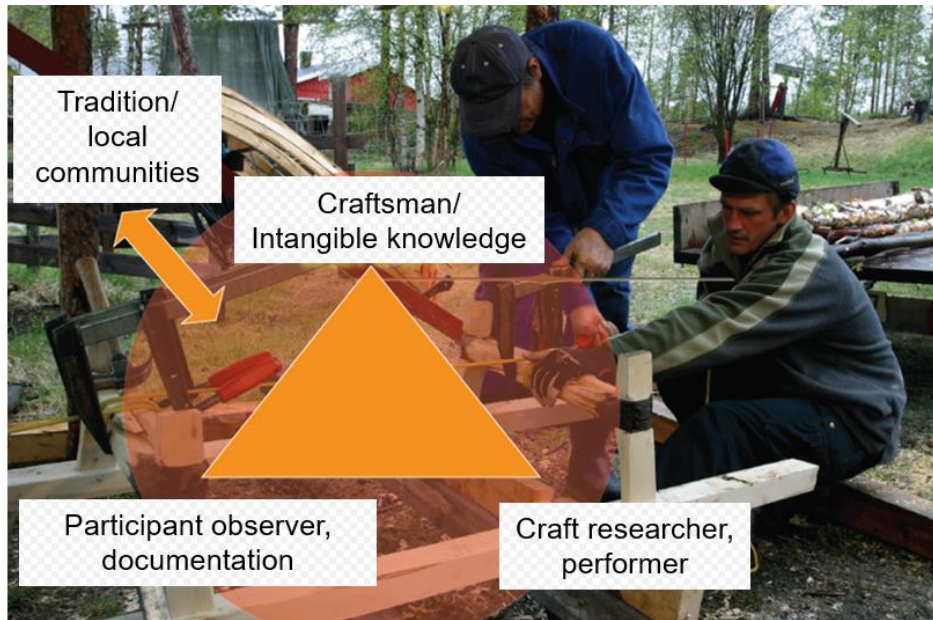 Tradition/
local
communities
Craftsman/
Intangible knowledge
Participant observer,
documentation
Craft researcher,
performer